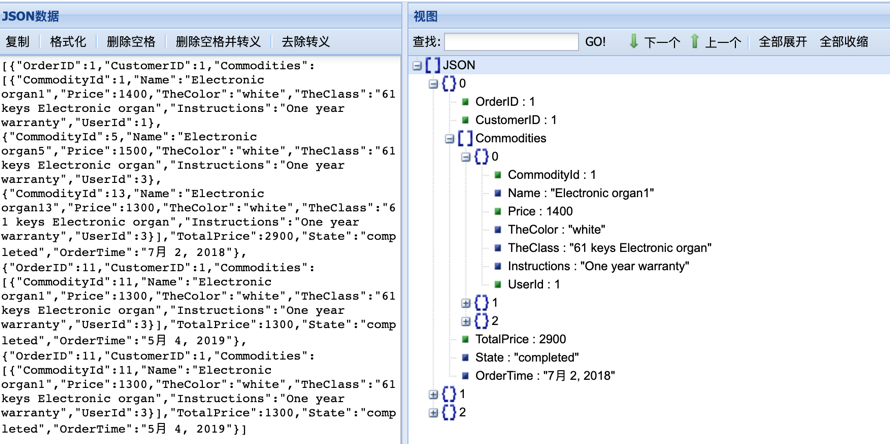 JSON数据
复制 格式化 删除空格 删除空格并转义 去除转义
[{"OrderID":1,"CustomerID":1,"Commodities":
[{"CommodityId":1,"Name":"Electronic
organ1","Price":1400,"TheColor":"white","TheClass":"61
keys Electronic organ","Instructions":"One year
warranty","UserId":1},
{"CommodityId":5,"Name":"Electronic
organ5","Price":1500,"TheColor":"white","TheClass":"61
keys Electronic organ","Instructions":"One year
warranty","UserId":3},
{"CommodityId":13,"Name":"Electronic
organ13","Price":1300,"TheColor":"white","TheClass":"6
1 keys Electronic organ","Instructions":"One year
warranty","UserId":3}],"TotalPrice":2900,"State":"comp
leted","OrderTime":"7月 2, 2018"},
{"OrderID":11,"CustomerID":1,"Commodities":
[{"CommodityId":11,"Name":"Electronic
organ1","Price":1300,"TheColor":"white","TheClass":"61
keys Electronic organ","Instructions":"One year
warranty","UserId":3}],"TotalPrice":1300,"State":"comp
leted","OrderTime":"5月 4, 2019"},
{"OrderID":11,"CustomerID":1,"Commodities":
[{"CommodityId":11,"Name":"Electronic
organ1","Price":1300,"TheColor":"white","TheClass":"61
keys Electronic organ","Instructions":"One year
warranty","UserId":3}],"TotalPrice":1300,"State":"comp
leted","OrderTime":"5月 4, 2019"}]
视图
查找: GO! 下一个 上一个 全部展开 全部收缩
JSON
0
OrderID : 1
CustomerID : 1
Commodities
0
CommodityId : 1
Name : "Electronic organ1"
Price : 1400
TheColor : "white"
TheClass : "61 keys Electronic organ"
Instructions : "One year warranty"
UserId : 1
1
2
TotalPrice : 2900
State : "completed"
OrderTime : "7月 2, 2018"
1
2